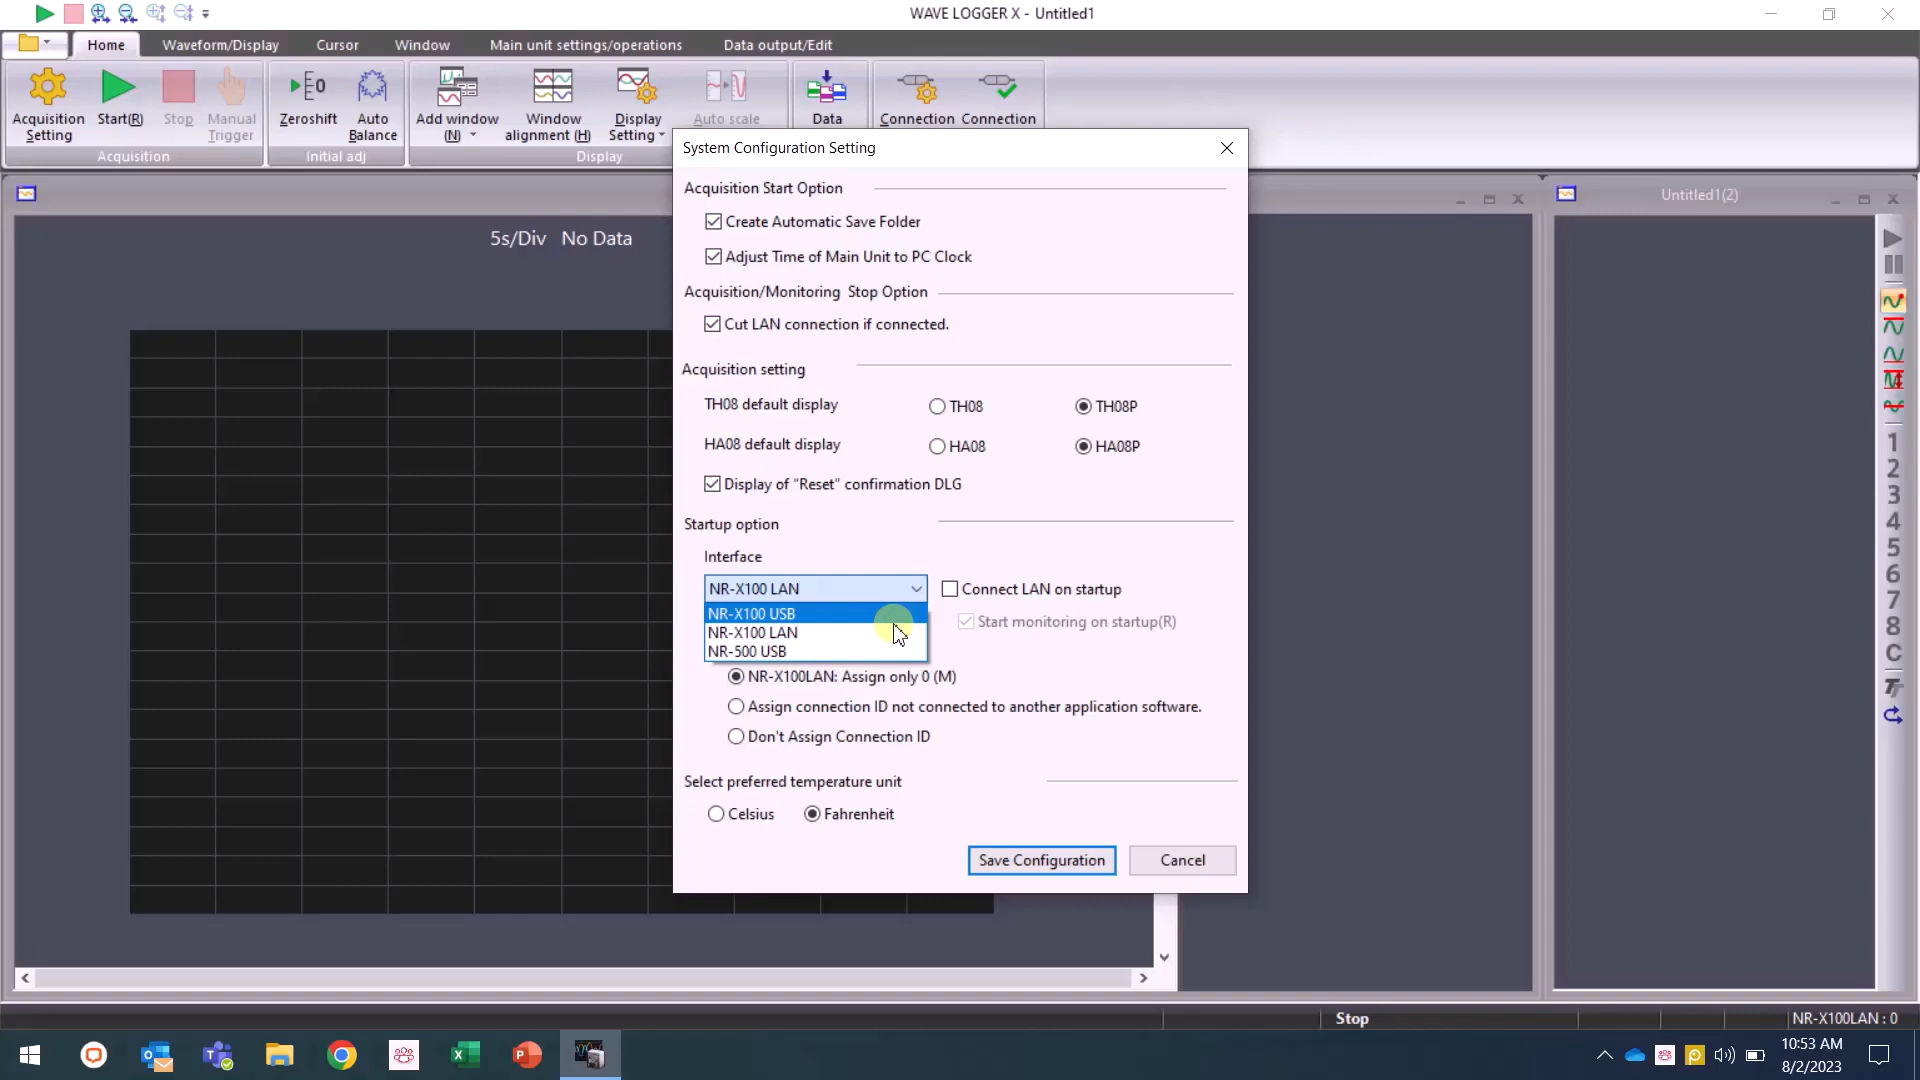 WAVE LOGGER X - Untitled1
Home
Waveform/Display
Cursor
Window
Main unit settings/operations
Data output/Edit
Acquisition Setting
Start(R)
Stop
Manual Trigger
Zeroshift
Auto Balance
Add window (N)
Window alignment (H)
Display Setting
Auto scale
Data
Connection
Connection
Acquisition
Initial adj
Display
System Configuration Setting
Acquisition Start Option
Create Automatic Save Folder
Adjust Time of Main Unit to PC Clock
Acquisition/Monitoring Stop Option
Cut LAN connection if connected.
Acquisition setting
TH08 default display
TH08
TH08P
HA08 default display
HA08
HA08P
Display of "Reset" confirmation DLG
Startup option
Interface
NR-X100 LAN
Connect LAN on startup
NR-X100 USB
NR-X100 LAN
NR-500 USB
Start monitoring on startup(R)
NR-X100LAN: Assign only 0 (M)
Assign connection ID not connected to another application software.
Don't Assign Connection ID
Select preferred temperature unit
Celsius
Fahrenheit
Save Configuration
Cancel
5s/Div No Data
Untitled1(2)
1
2
3
4
5
6
7
8
C
Stop
NR-X100LAN : 0
10:53 AM
8/2/2023